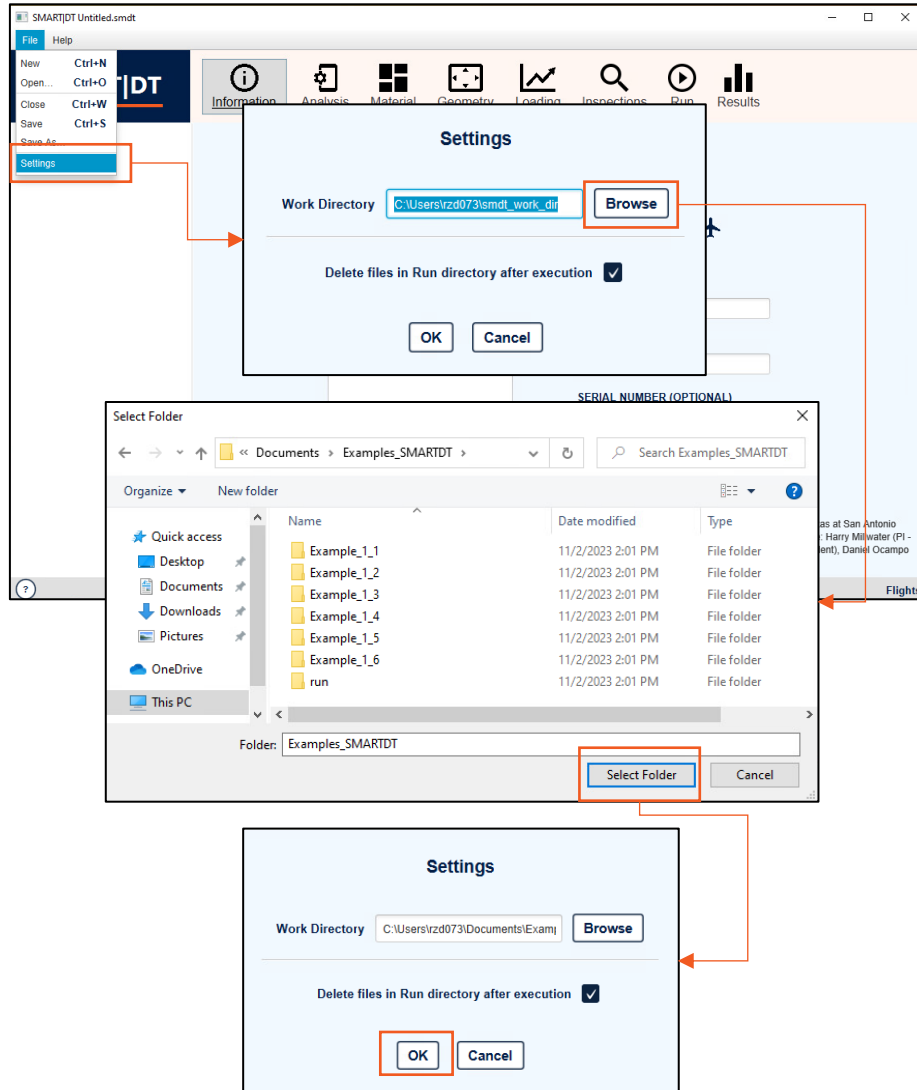 SMART|DT Untitled.smdt
File Help
New Ctrl+N
Open... Ctrl+O
Close Ctrl+W
Save Ctrl+S
Save As...
Settings
T|DT
Information Analysis Material Geometry Loading Inspections Run Results
Settings
Work Directory C:\Users\rzd073\smdt_work_dir Browse
Delete files in Run directory after execution
OK Cancel
SERIAL NUMBER (OPTIONAL)
as at San Antonio
: Harry Millwater (PI -
ent), Daniel Ocampo
? Flights
Select Folder
« Documents › Examples_SMARTDT › Search Examples_SMARTDT
Organize New folder ?
Name Date modified Type
Quick access
Desktop
Documents
Downloads
Pictures
OneDrive
This PC
Example_1_1 11/2/2023 2:01 PM File folder
Example_1_2 11/2/2023 2:01 PM File folder
Example_1_3 11/2/2023 2:01 PM File folder
Example_1_4 11/2/2023 2:01 PM File folder
Example_1_5 11/2/2023 2:01 PM File folder
Example_1_6 11/2/2023 2:01 PM File folder
run 11/2/2023 2:01 PM File folder
Folder: Examples_SMARTDT
Select Folder Cancel
Settings
Work Directory C:\Users\rzd073\Documents\Examp Browse
Delete files in Run directory after execution
OK Cancel